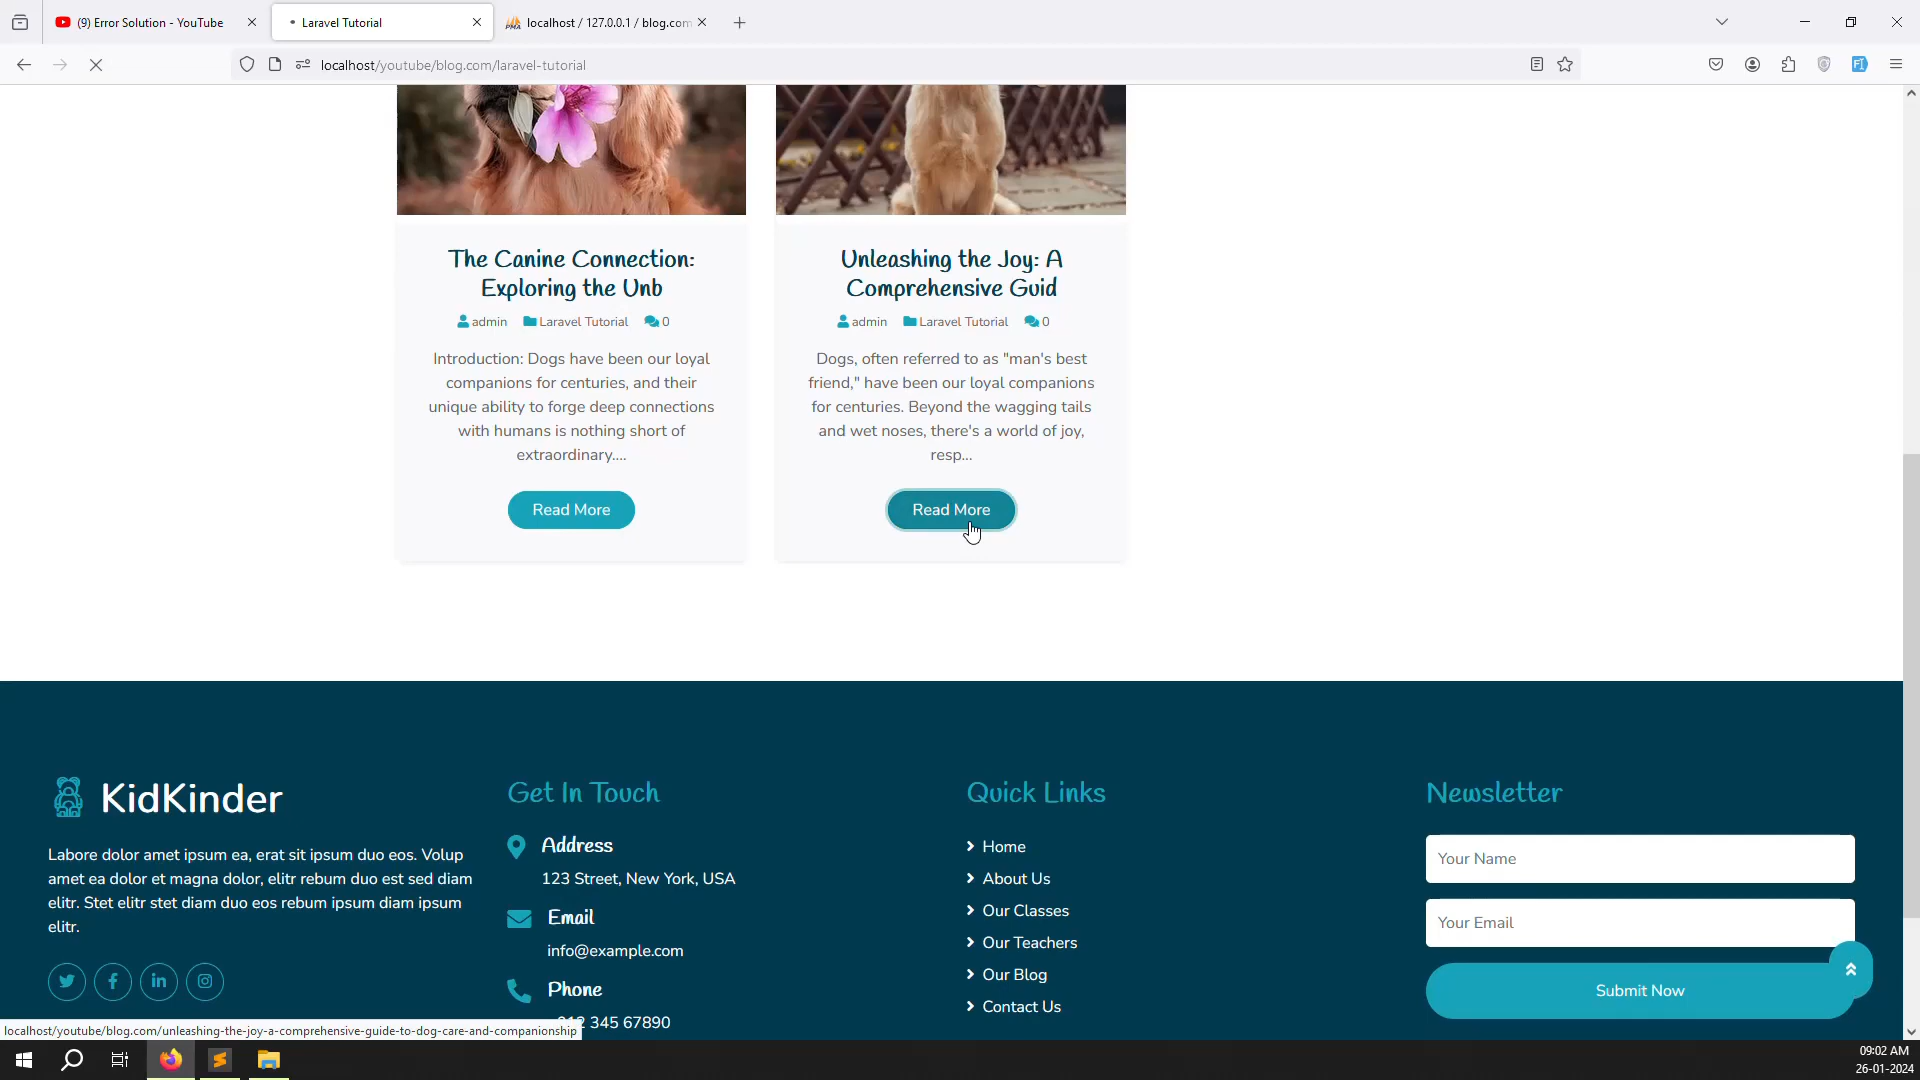 (9) Error Solution - YouTube
Laravel Tutorial
localhost / 127.0.0.1 / blog.com
localhost/youtube/blog.com/laravel-tutorial
The Canine Connection:
Exploring the Unb
admin Laravel Tutorial 0
Introduction: Dogs have been our loyal
companions for centuries, and their
unique ability to forge deep connections
with humans is nothing short of
extraordinary....
Read More
Unleashing the Joy: A
Comprehensive Guid
admin Laravel Tutorial 0
Dogs, often referred to as "man's best
friend," have been our loyal companions
for centuries. Beyond the wagging tails
and wet noses, there's a world of joy,
resp...
Read More
KidKinder
Labore dolor amet ipsum ea, erat sit ipsum duo eos. Volup
amet ea dolor et magna dolor, elitr rebum duo est sed diam
elitr. Stet elitr stet diam duo eos rebum ipsum diam ipsum
elitr.
Get In Touch
Address
123 Street, New York, USA
Email
info@example.com
Phone
345 67890
Quick Links
Home
About Us
Our Classes
Our Teachers
Our Blog
Contact Us
Newsletter
Your Name
Your Email
Submit Now
localhost/youtube/blog.com/unleashing-the-joy-a-comprehensive-guide-to-dog-care-and-companionship
09:02 AM
26-01-2024